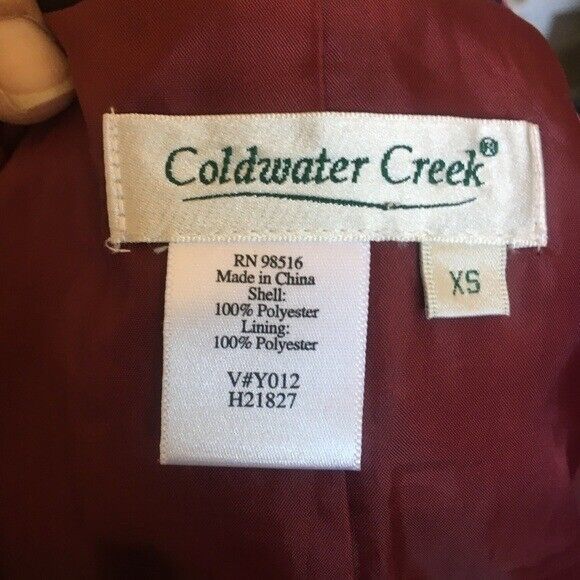 Coldwater Creek®
XS
RN 98516
Made in China
Shell:
100% Polyester
Lining:
100% Polyester
V#Y012
H21827